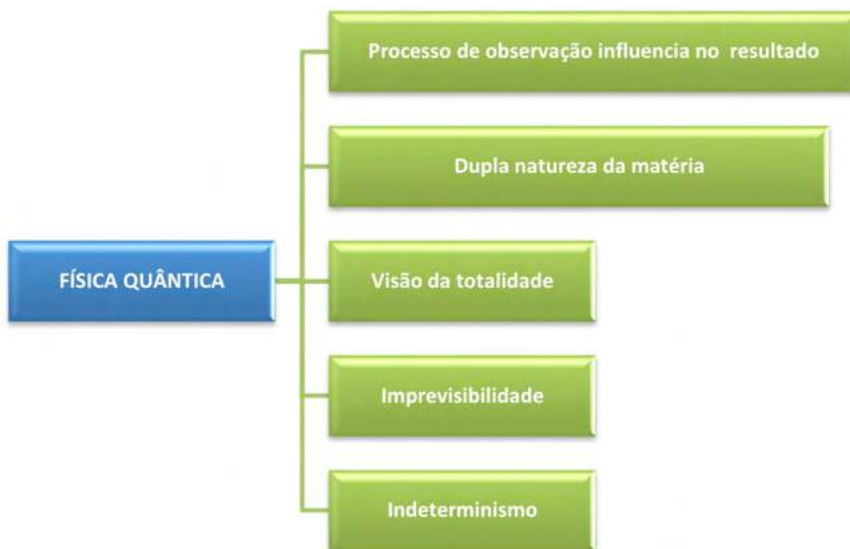 Processo de observação influencia no resultado
Dupla natureza da matéria
FÍSICA QUÂNTICA
Visão da totalidade
Imprevisibilidade
Indeterminismo